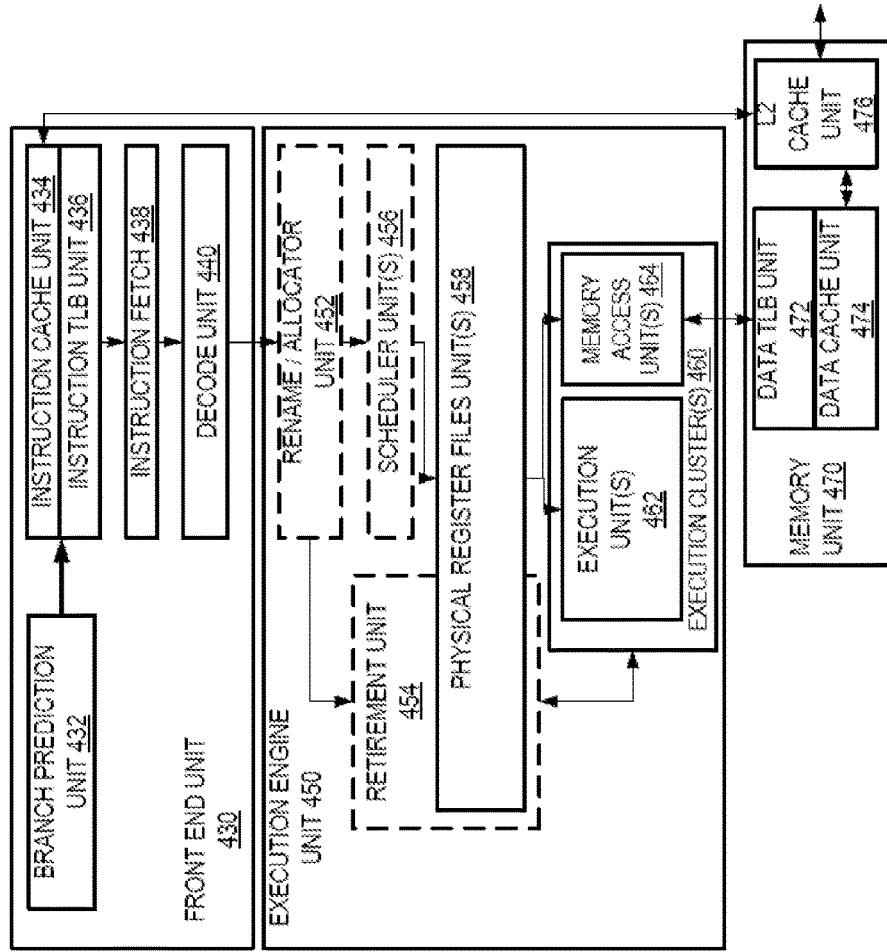 BRANCH PREDICTION
UNIT 432
INSTRUCTION CACHE UNIT 434
INSTRUCTION TLB UNIT 436
INSTRUCTION FETCH 438
DECODE UNIT 440
FRONT END UNIT
430
EXECUTION ENGINE
UNIT 450
RENAME / ALLOCATOR
UNIT 452
SCHEDULER UNIT(S) 456
RETIREMENT UNIT
454
PHYSICAL REGISTER FILES UNIT(S) 458
EXECUTION
UNIT(S)
462
MEMORY
ACCESS
UNIT(S) 464
EXECUTION CLUSTER(S) 460
MEMORY
UNIT 470
DATA TLB UNIT
472
DATA CACHE UNIT
474
L2
CACHE
UNIT
476